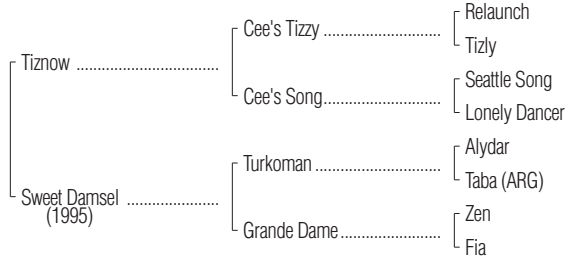 Relaunch
Cee's Tizzy ........................................
Tizly
Tiznow ........................................
Seattle Song
Cee's Song........................................
Lonely Dancer
Alydar
Turkoman ........................................
Taba (ARG)
Sweet Damsel ........................................
(1995)
Zen
Grande Dame........................................
Fia